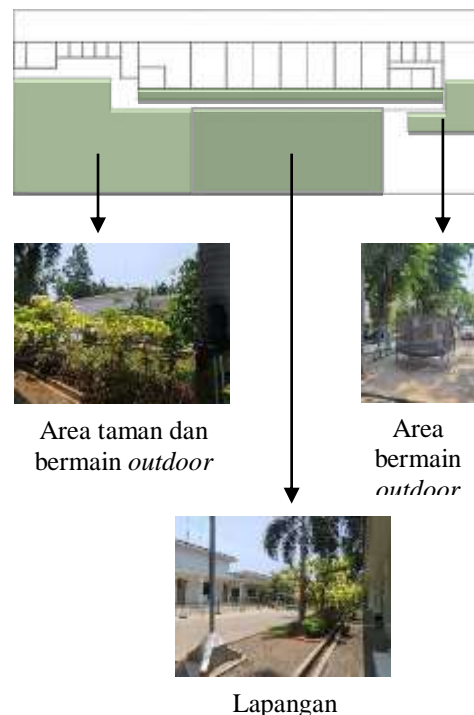 Area taman dan
bermain outdoor
Area
bermain
outdoor
Lapangan